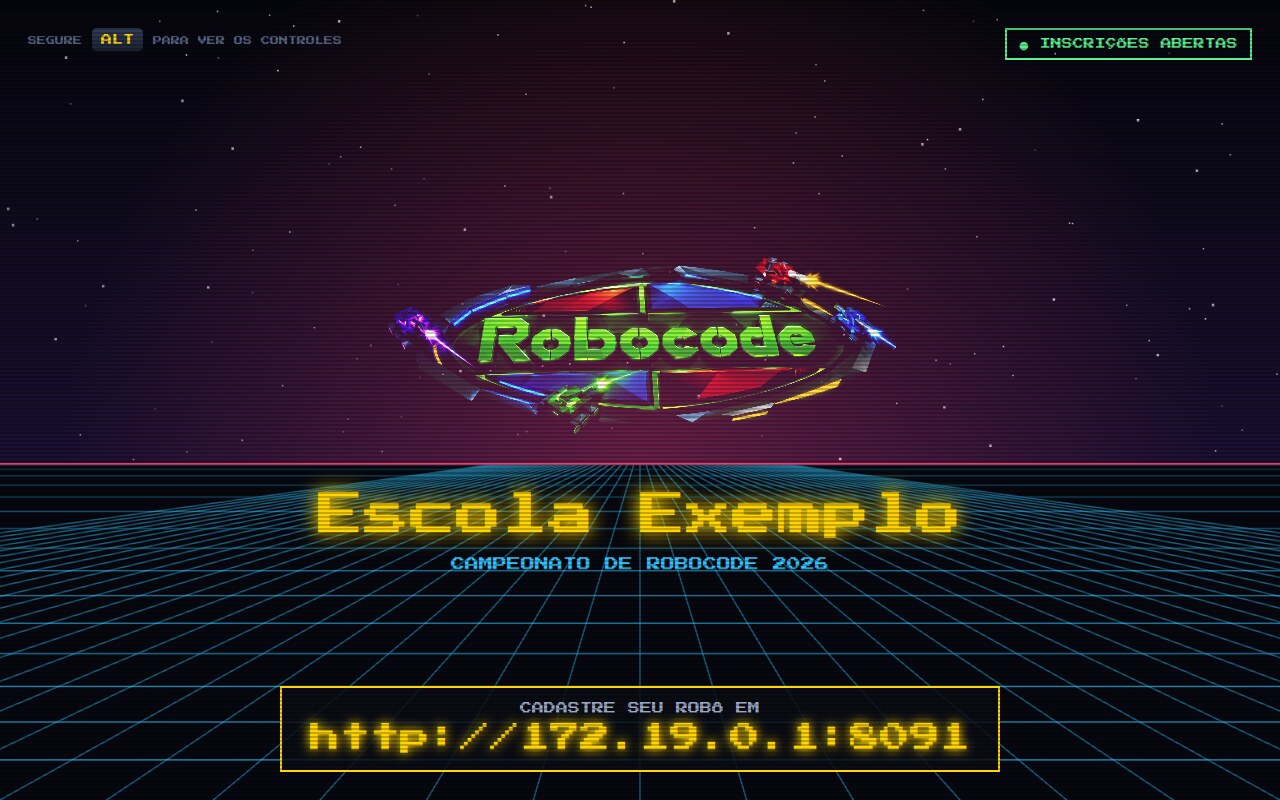 SEGURE ALT PARA VER OS CONTROLES
INSCRIÇõES ABERTAS
Robocode
Escola Exemplo
CAMPEONATO DE ROBOCODE 2026
CADASTRE SEU ROBô EM
http://172.19.0.1:8091